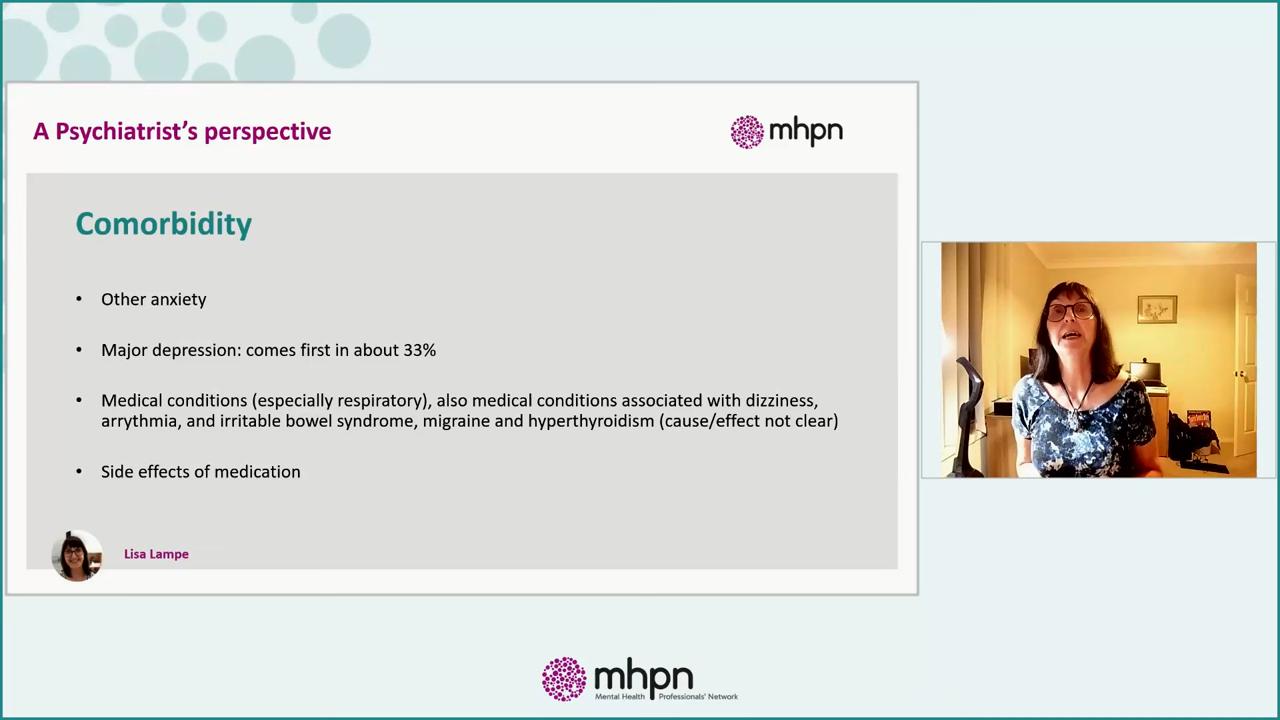 A Psychiatrist's perspective
mhpn
Comorbidity
• Other anxiety
• Major depression: comes first in about 33%
• Medical conditions (especially respiratory), also medical conditions associated with dizziness,
arrythmia, and irritable bowel syndrome, migraine and hyperthyroidism (cause/effect not clear)
• Side effects of medication
Lisa Lampe
mhpn
Mental Health Professionals' Network